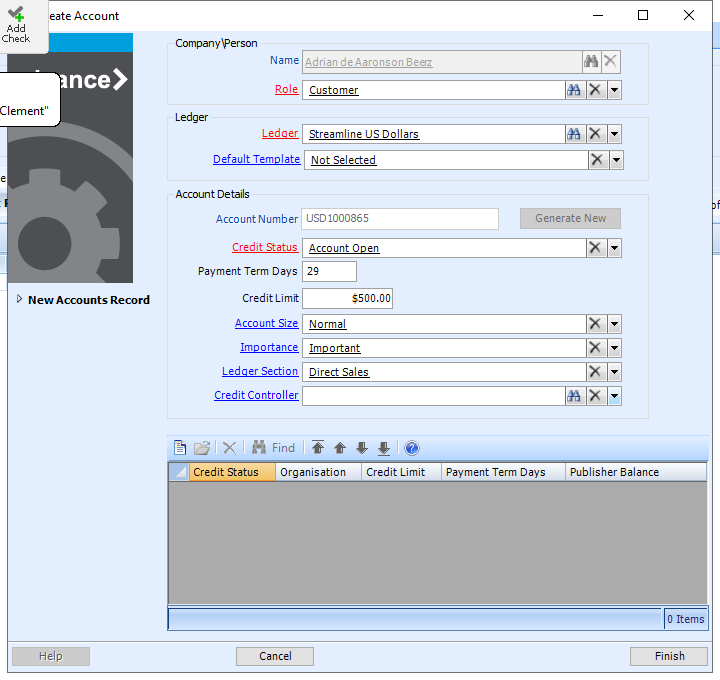 Add
Check
eate Account
ance
Clement"
New Accounts Record
Company\Person
Name Adrian de Aaronson Beerz
Role Customer
Ledger
Ledger Streamline US Dollars
Default Template Not Selected
Account Details
Account Number USD1000865 Generate New
Credit Status Account Open
Payment Term Days 29
Credit Limit $500.00
Account Size Normal
Importance Important
Ledger Section Direct Sales
Credit Controller
Find
Credit Status Organisation Credit Limit Payment Term Days Publisher Balance
0 Items
Help Cancel Finish